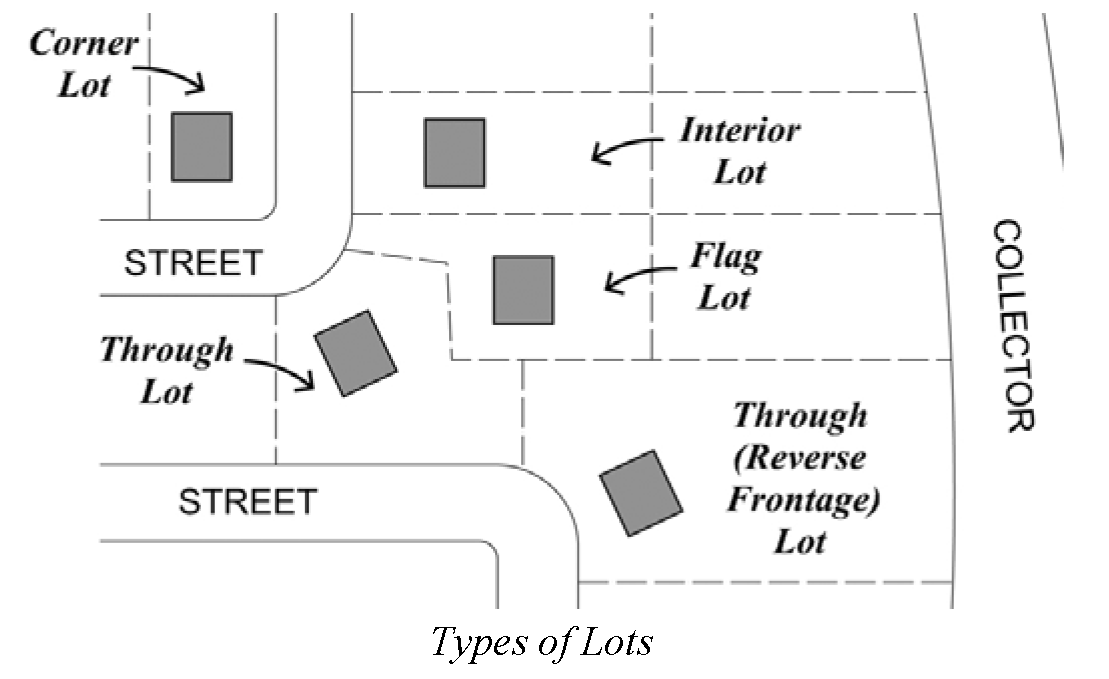 Corner
Lot
Interior
Lot
STREET
Flag
Lot
COLLECTOR
Through
Lot
Through
(Reverse
Frontage)
Lot
STREET
Types of Lots